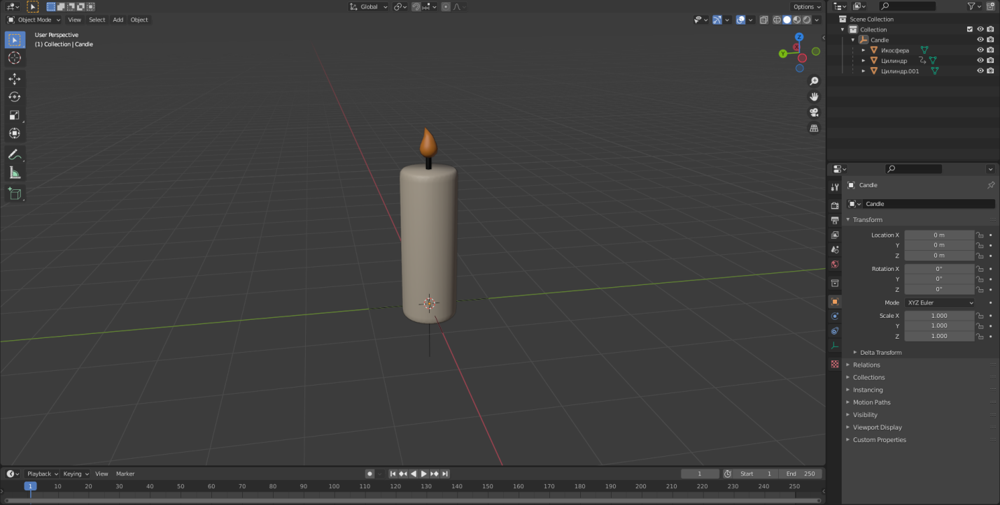 Global
Options
Object Mode
View
Select
Add
Object
User Perspective
(1) Collection | Candle
Z
X
Y
Scene Collection
Collection
Candle
Икосфера
Цилиндр
Цилиндр.001
Candle
Candle
Transform
Location X 0 m
Y 0 m
Z 0 m
Rotation X 0°
Y 0°
Z 0°
Mode XYZ Euler
Scale X 1.000
Y 1.000
Z 1.000
Delta Transform
Relations
Collections
Instancing
Motion Paths
Visibility
Viewport Display
Custom Properties
Playback Keying View Marker
1 Start 1 End 250
1 10 20 30 40 50 60 70 80 90 100 110 120 130 140 150 160 170 180 190 200 210 220 230 240 250